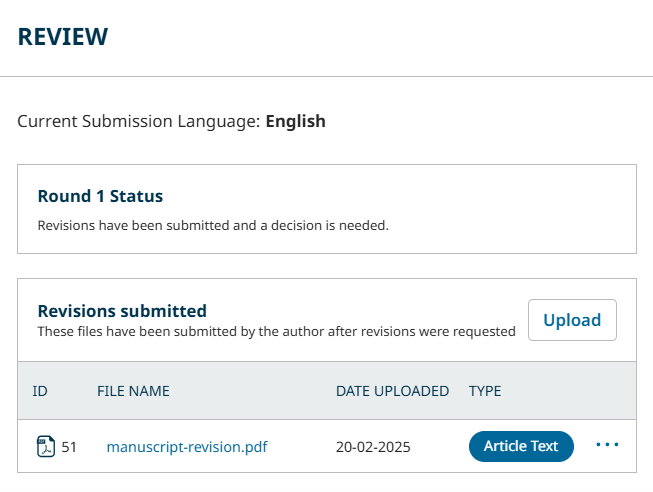 REVIEW
Current Submission Language: English
Round 1 Status
Revisions have been submitted and a decision is needed.
Revisions submitted
These files have been submitted by the author after revisions were requested
Upload
ID FILE NAME DATE UPLOADED TYPE
51 manuscript-revision.pdf 20-02-2025 Article Text ...